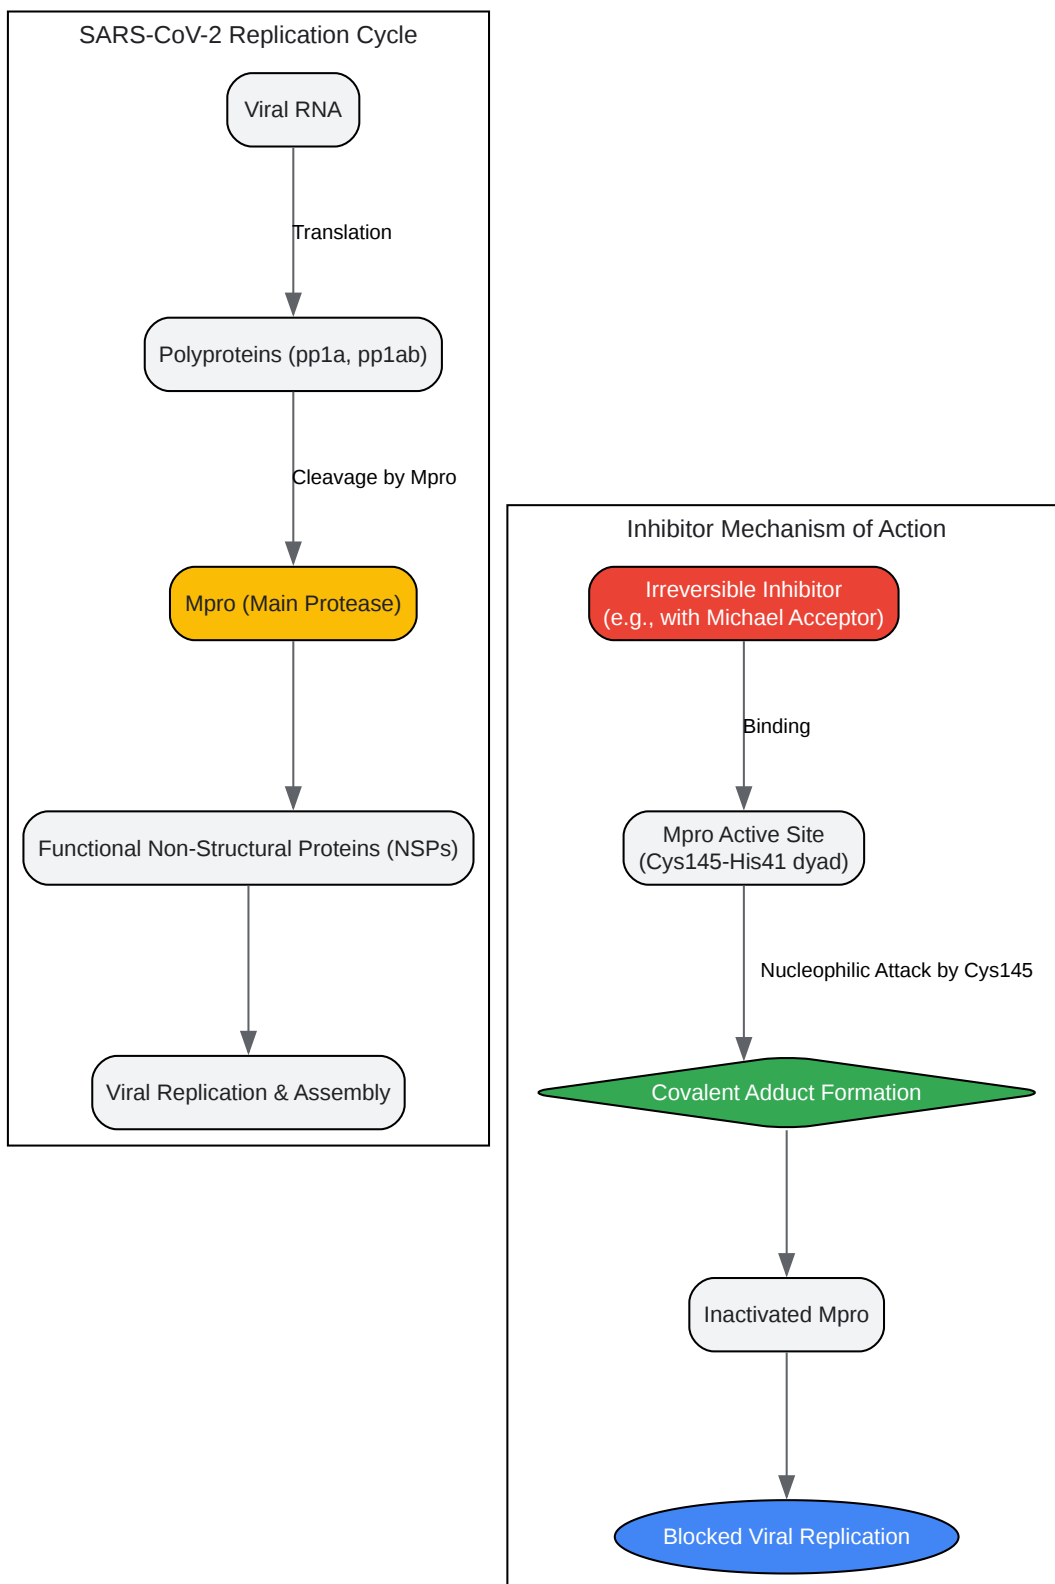 SARS-CoV-2 Replication Cycle
Viral RNA
Translation
Polyproteins (pp1a, pp1ab)
Cleavage by Mpro
Mpro (Main Protease)
Functional Non-Structural Proteins (NSPs)
Viral Replication & Assembly
Inhibitor Mechanism of Action
Irreversible Inhibitor
(e.g., with Michael Acceptor)
Binding
Mpro Active Site
(Cys145-His41 dyad)
Nucleophilic Attack by Cys145
Covalent Adduct Formation
Inactivated Mpro
Blocked Viral Replication